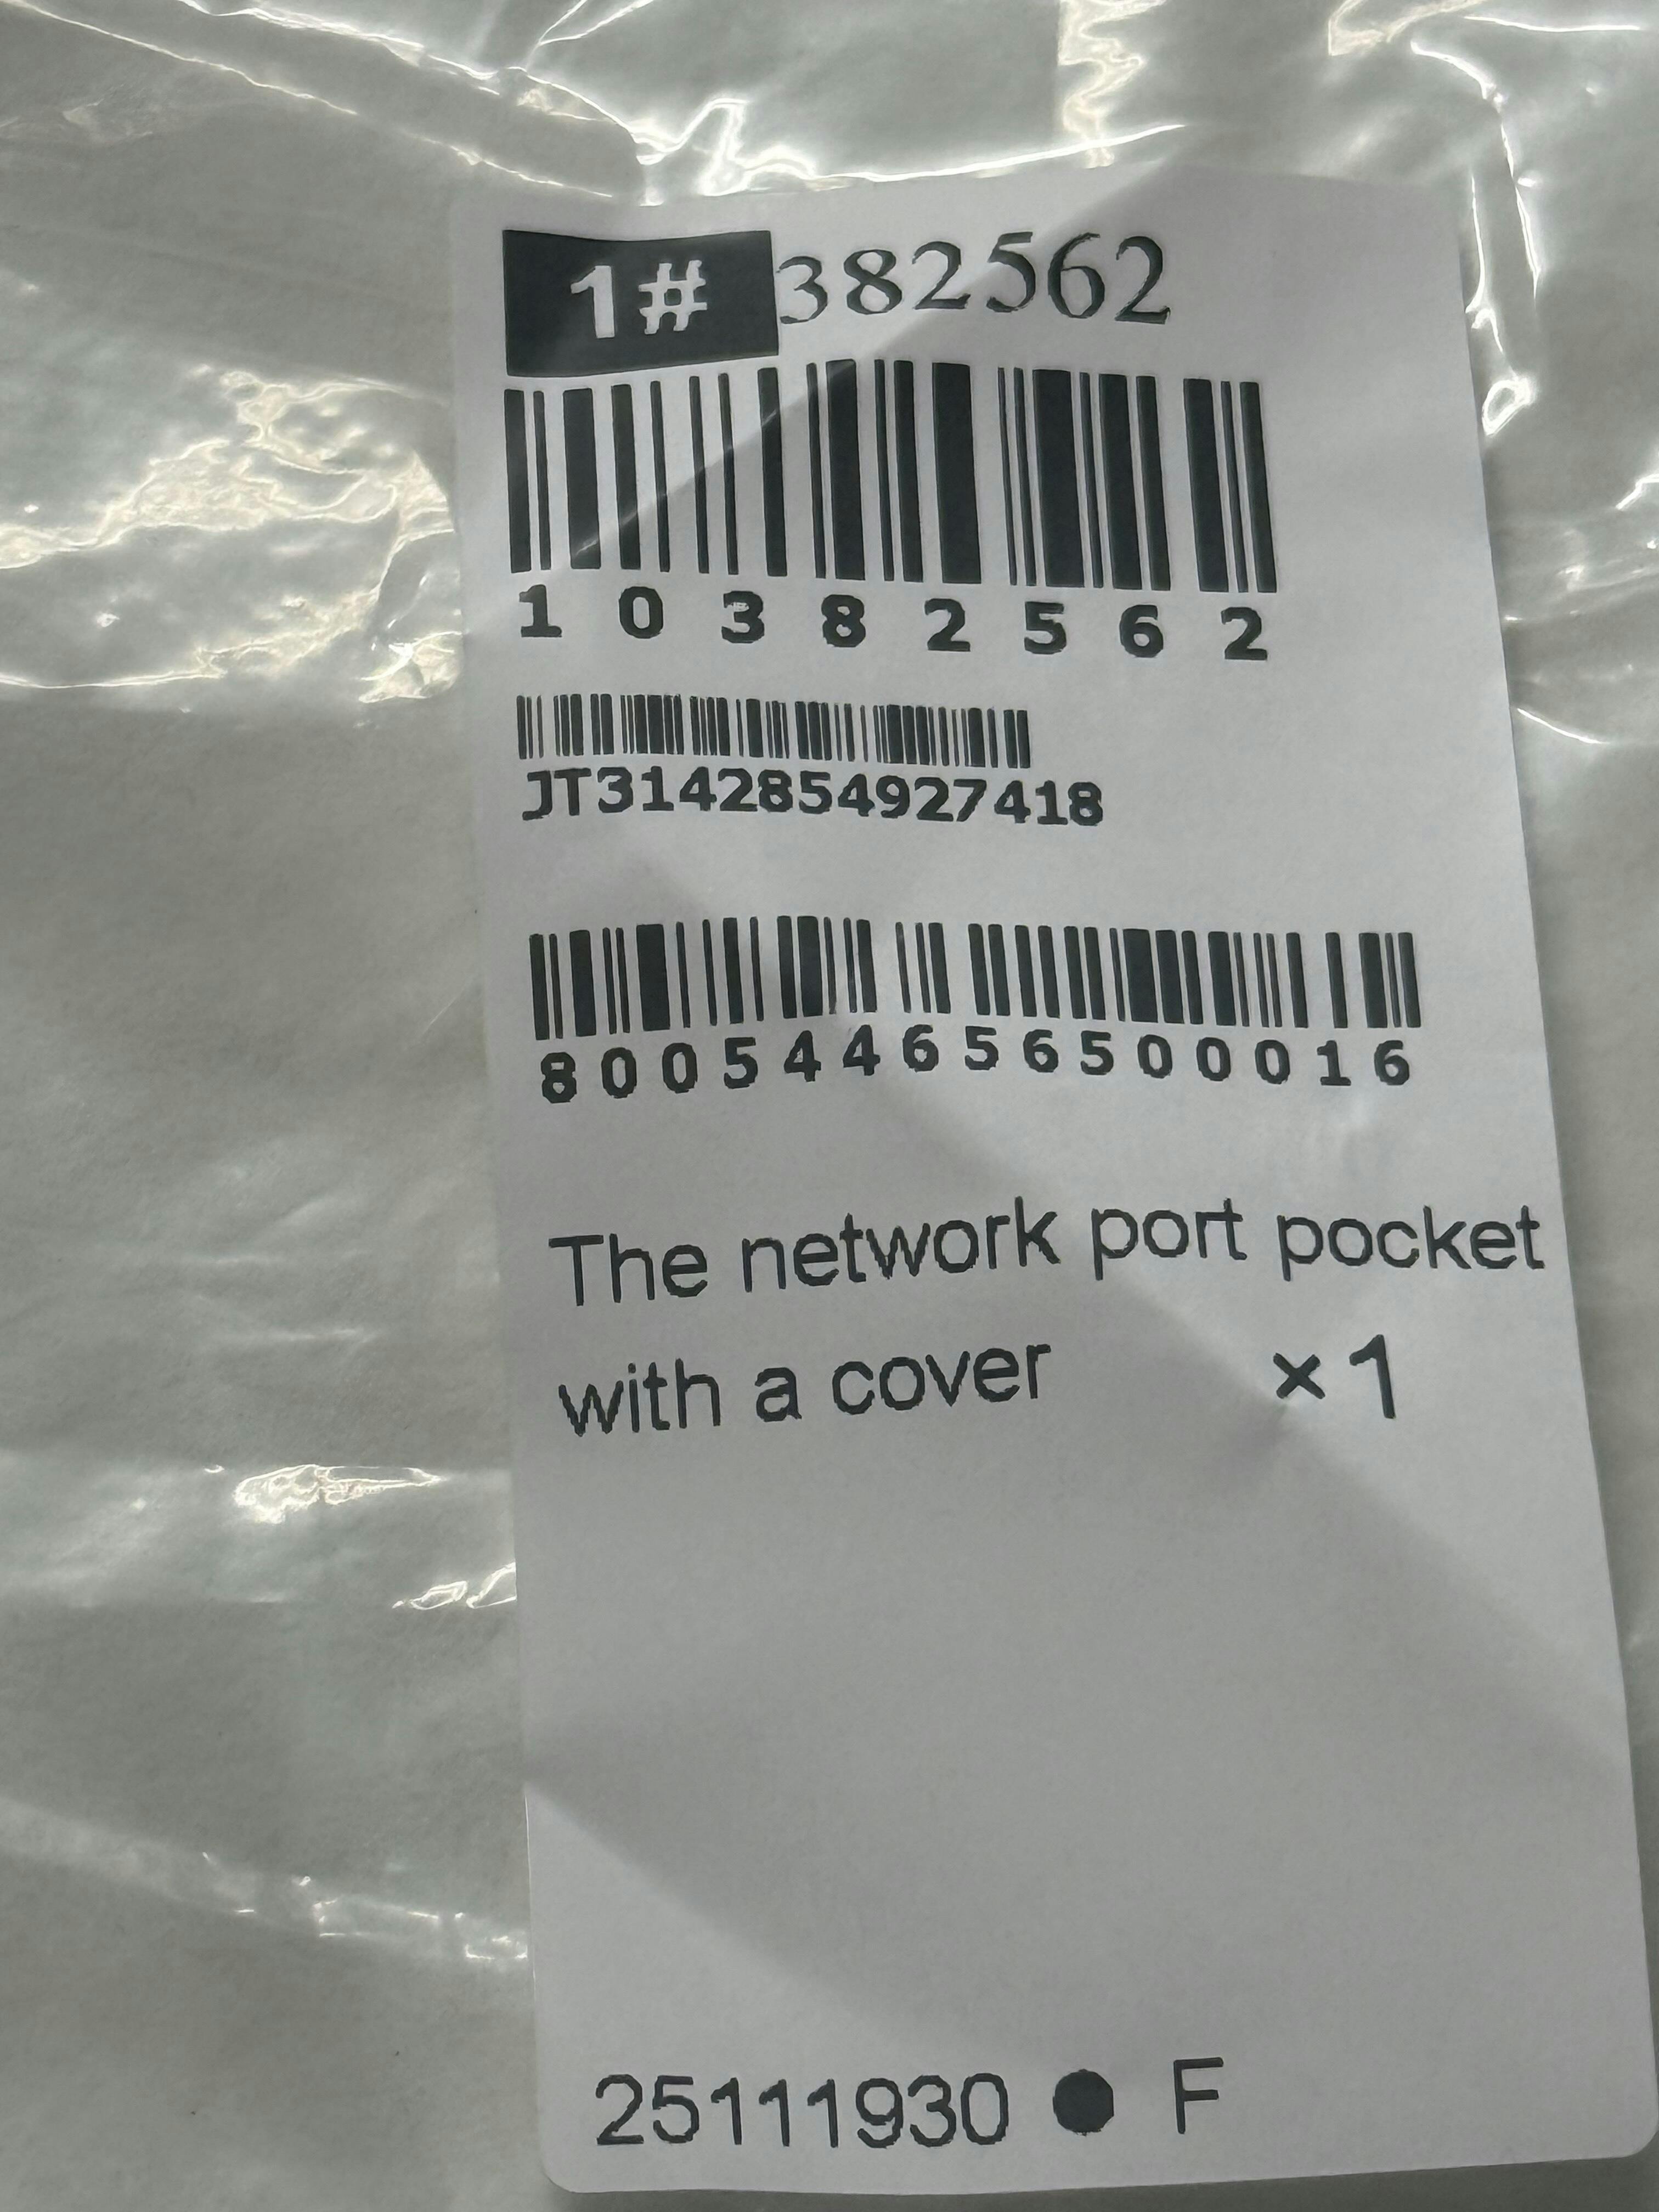 1# 382562
10382562
JT3142854927418
800544656500016
The network port pocket
with a cover ×1
25111930 ● F